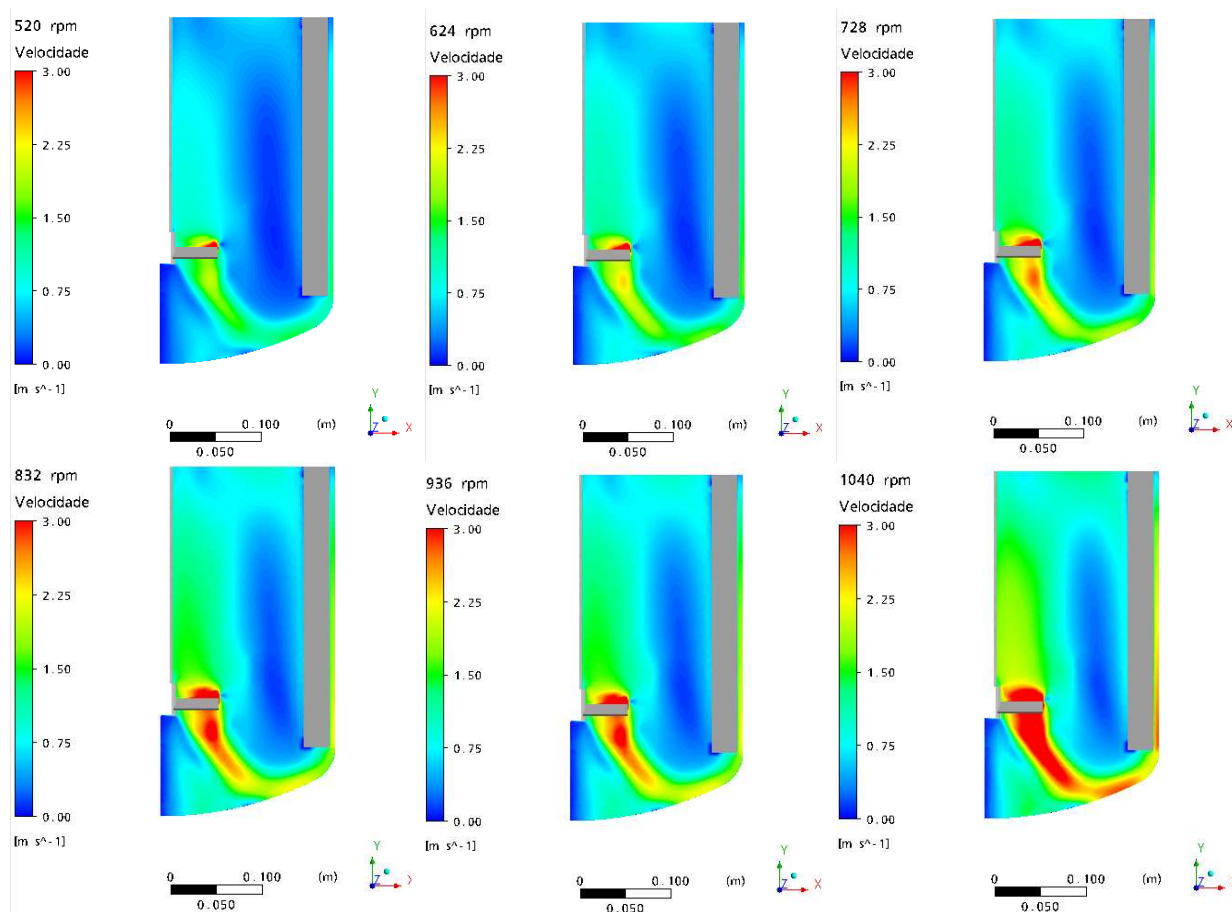 520 rpm
Velocidade
3.00
2.25
1.50
0.75
0.00
[m s^-1]
0 0.100 (m)
0.050
Y
Z X
624 rpm
Velocidade
3.00
2.25
1.50
0.75
0.00
[m s^-1]
0 0.100 (m)
0.050
Y
Z X
728 rpm
Velocidade
3.00
2.25
1.50
0.75
0.00
[m s^-1]
0 0.100 (m)
0.050
Y
Z X
832 rpm
Velocidade
3.00
2.25
1.50
0.75
0.00
[m s^-1]
0 0.100 (m)
0.050
Y
Z X
936 rpm
Velocidade
3.00
2.25
1.50
0.75
0.00
[m s^-1]
0 0.100 (m)
0.050
Y
Z X
1040 rpm
Velocidade
3.00
2.25
1.50
0.75
0.00
[m s^-1]
0 0.100 (m)
0.050
Y
Z